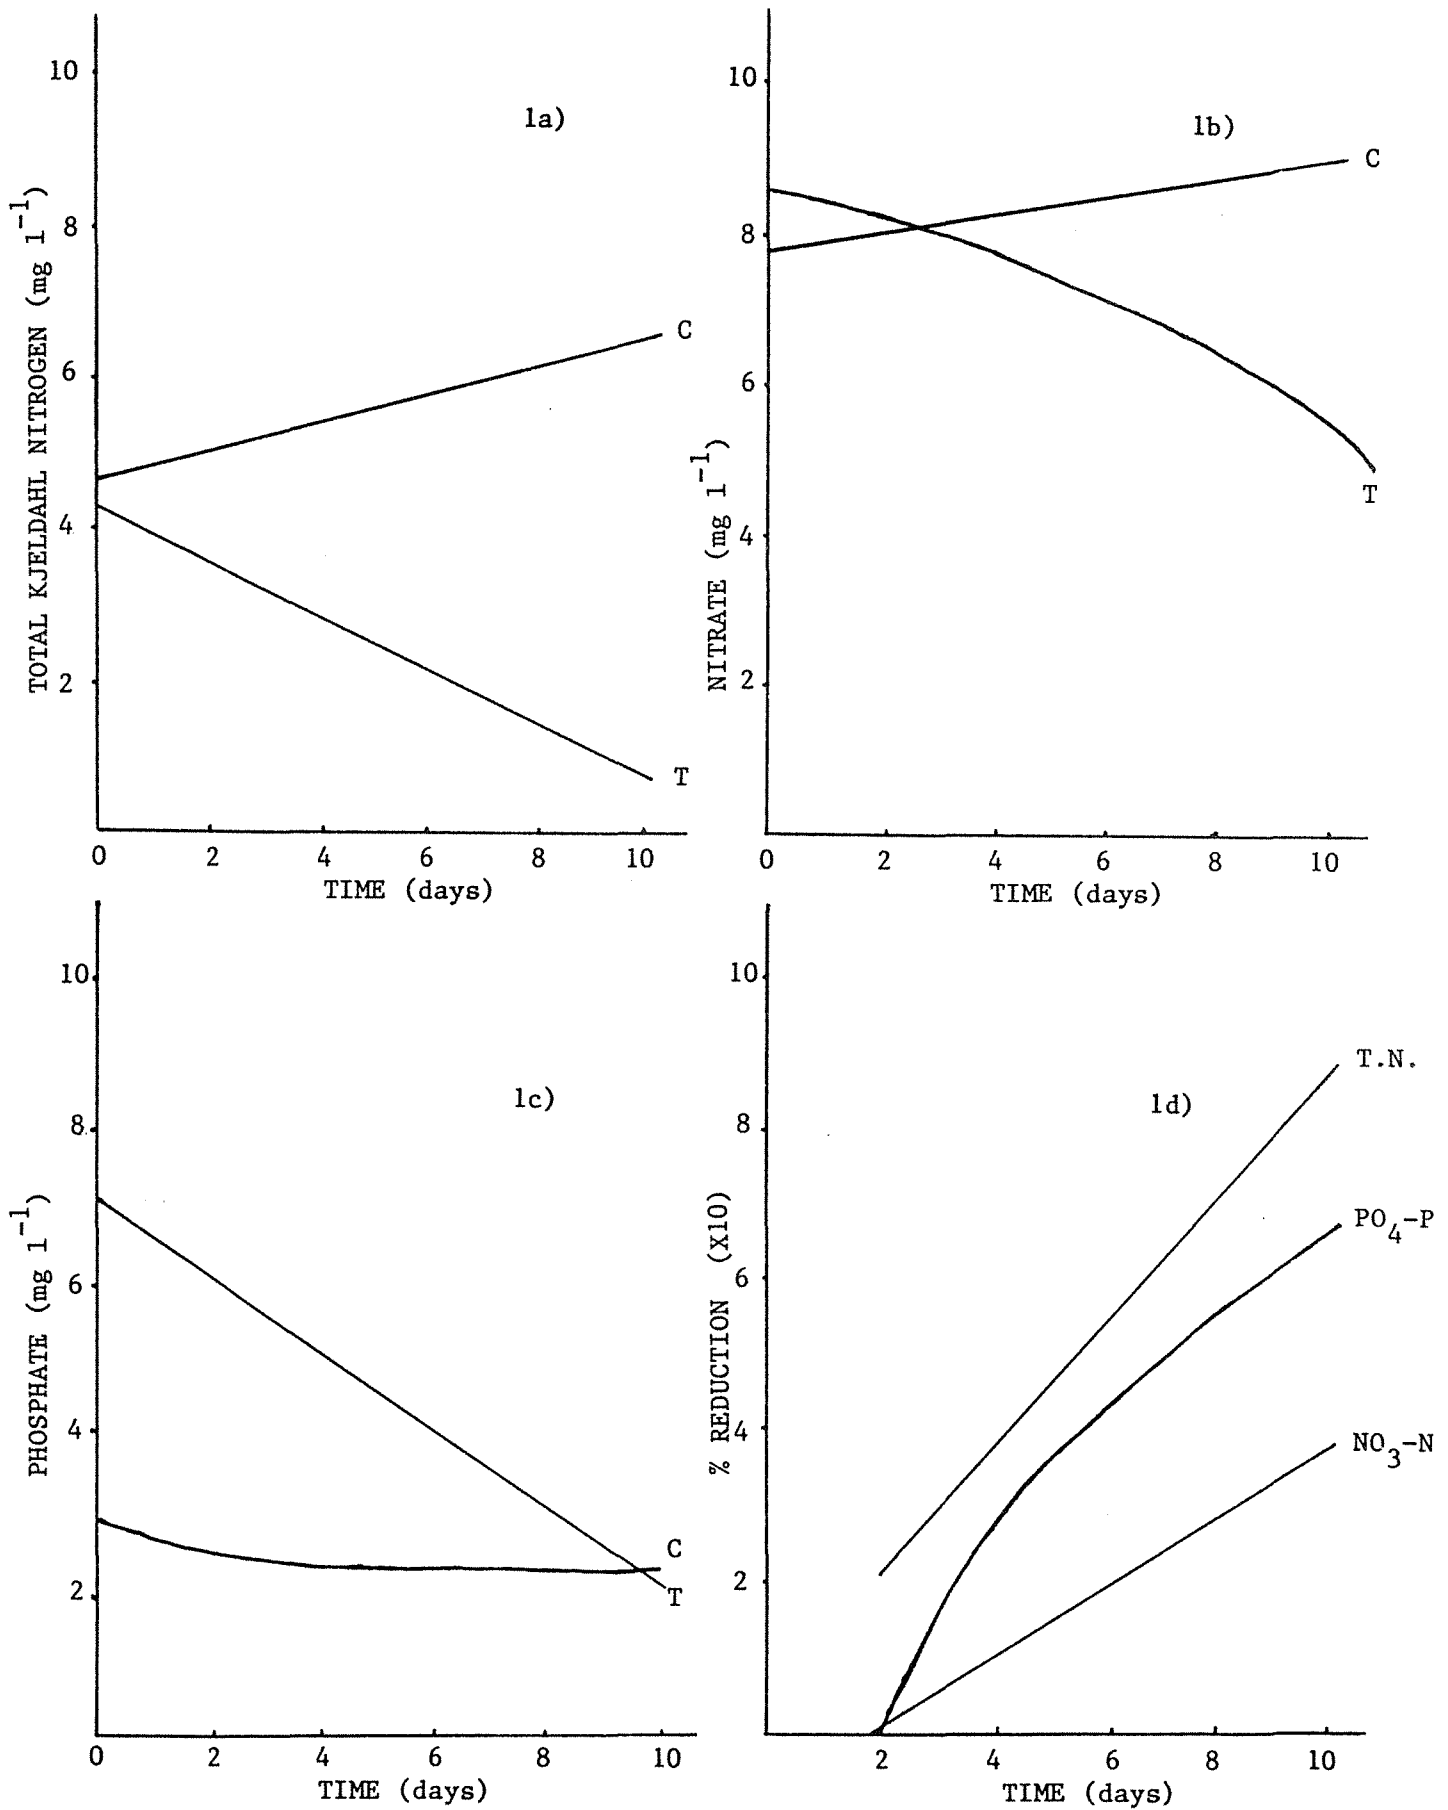 1a)
TOTAL KJELDAHL NITROGEN (mg l⁻¹)
10
8
6
4
2
C
T
0 2 4 6 8 10
TIME (days)
1b)
NITRATE (mg l⁻¹)
10
8
6
4
2
C
T
0 2 4 6 8 10
TIME (days)
1c)
PHOSPHATE (mg l⁻¹)
10
8
6
4
2
C
T
0 2 4 6 8 10
TIME (days)
1d)
% REDUCTION (X10)
10
8
6
4
2
T.N.
PO₄-P
NO₃-N
2 4 6 8 10
TIME (days)